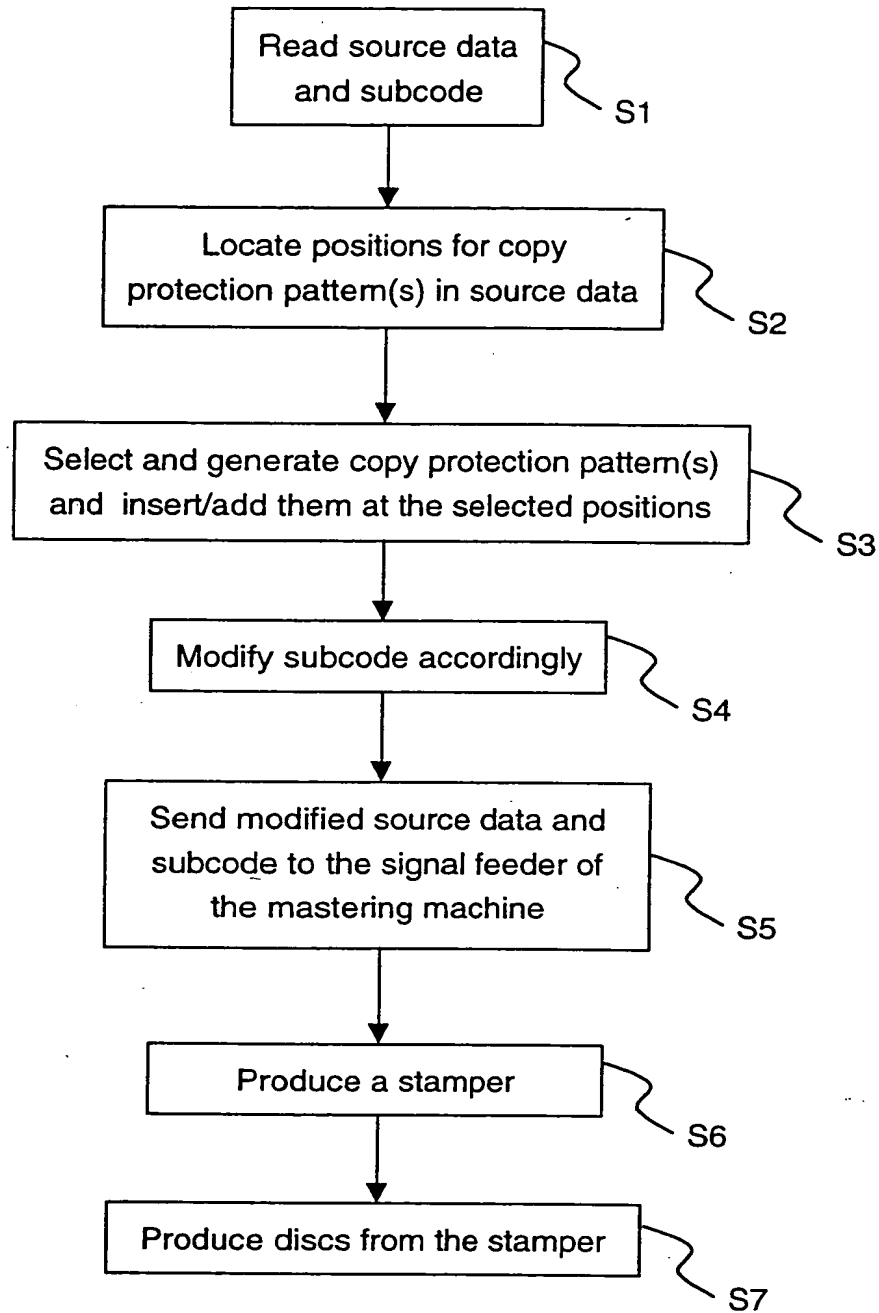 Read source data
and subcode
S1
Locate positions for copy
protection pattern(s) in source data
S2
Select and generate copy protection pattern(s)
and insert/add them at the selected positions
S3
Modify subcode accordingly
S4
Send modified source data and
subcode to the signal feeder of
the mastering machine
S5
Produce a stamper
S6
Produce discs from the stamper
S7